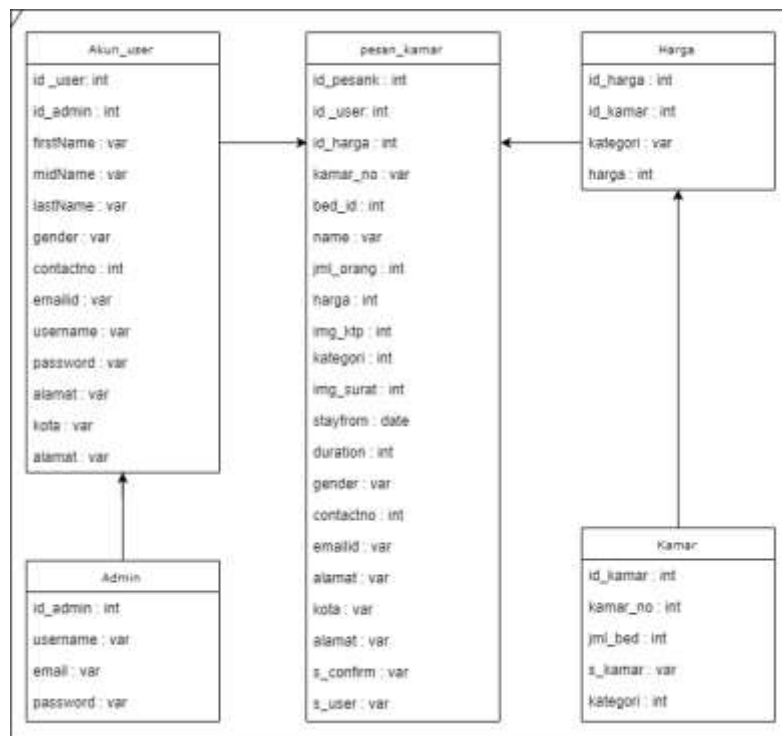 Akun_user
id _user: int
id_admin : int
firstName : var
midName : var
lastName : var
gender : var
contactno : int
emailid : var
username : var
password : var
alamat : var
kota : var
alamat : var
Admin
id_admin : int
username : var
email : var
password : var
pesan_kamar
id_pesank : int
id _user: int
id_harga : int
kamar_no : var
bed_id : int
name : var
jml_orang : int
harga : int
img_ktp : int
kategori : int
img_surat : int
stayfrom : date
duration : int
gender : var
contactno : int
emailid : var
alamat : var
kota : var
alamat : var
s_confirm : var
s_user : var
Harga
id_harga : int
id_kamar : int
kategori : var
harga : int
Kamar
id_kamar : int
kamar_no : int
jml_bed : int
s_kamar : var
kategori : int